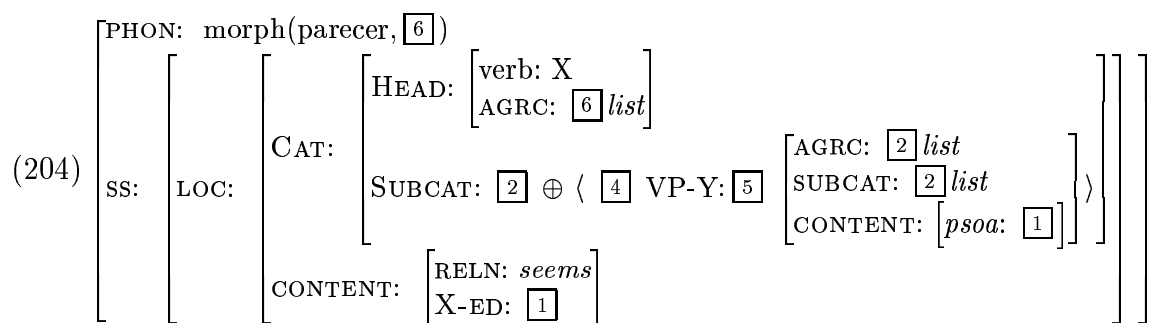 PHON: morph(parecer, 6)
HEAD: verb: X
AGRC: 6 list
(204) SS: LOC: CAT:
SUBCAT: 2 ⊕ ⟨ 4 VP-Y: 5 AGRC: 2 list
SUBCAT: 2 list
CONTENT: [psoa: 1] ⟩
CONTENT: RELN: seems
X-ED: 1